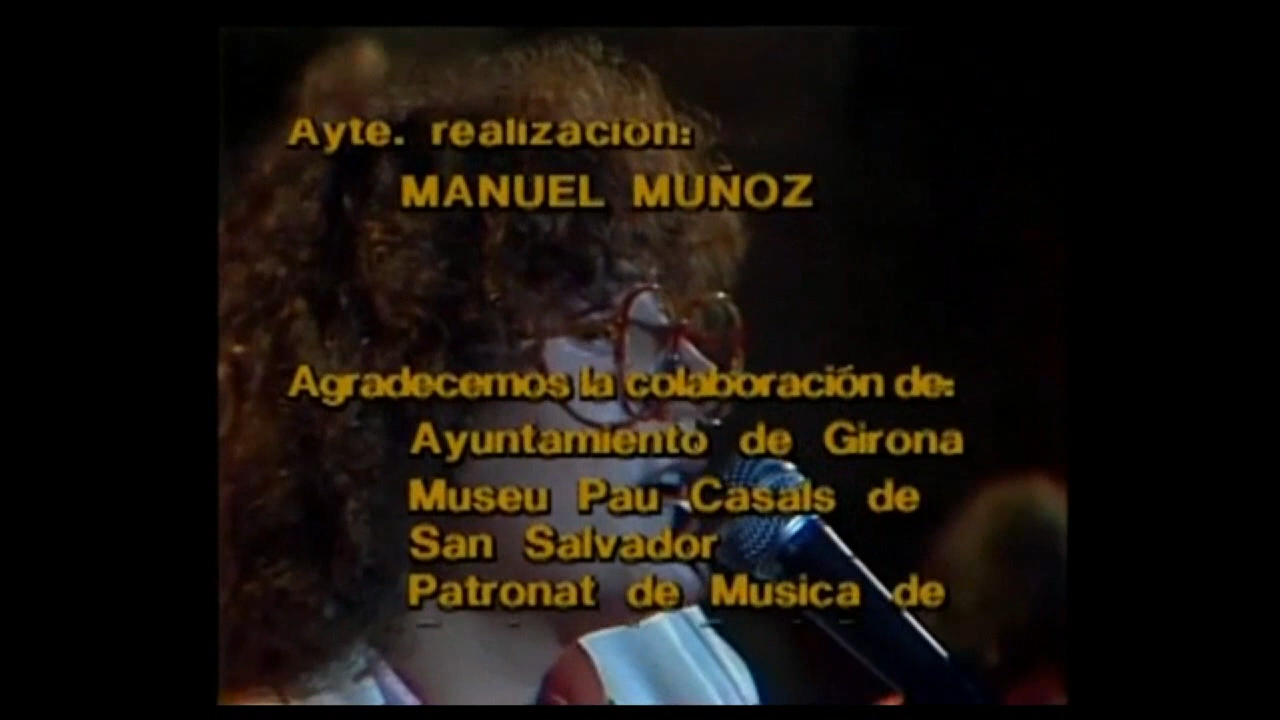 Ayte. realización:
MANUEL MUÑOZ
Agradecemos la colaboración de:
Ayuntamiento de Girona
Museu Pau Casals de
San Salvador
Patronat de Musica de